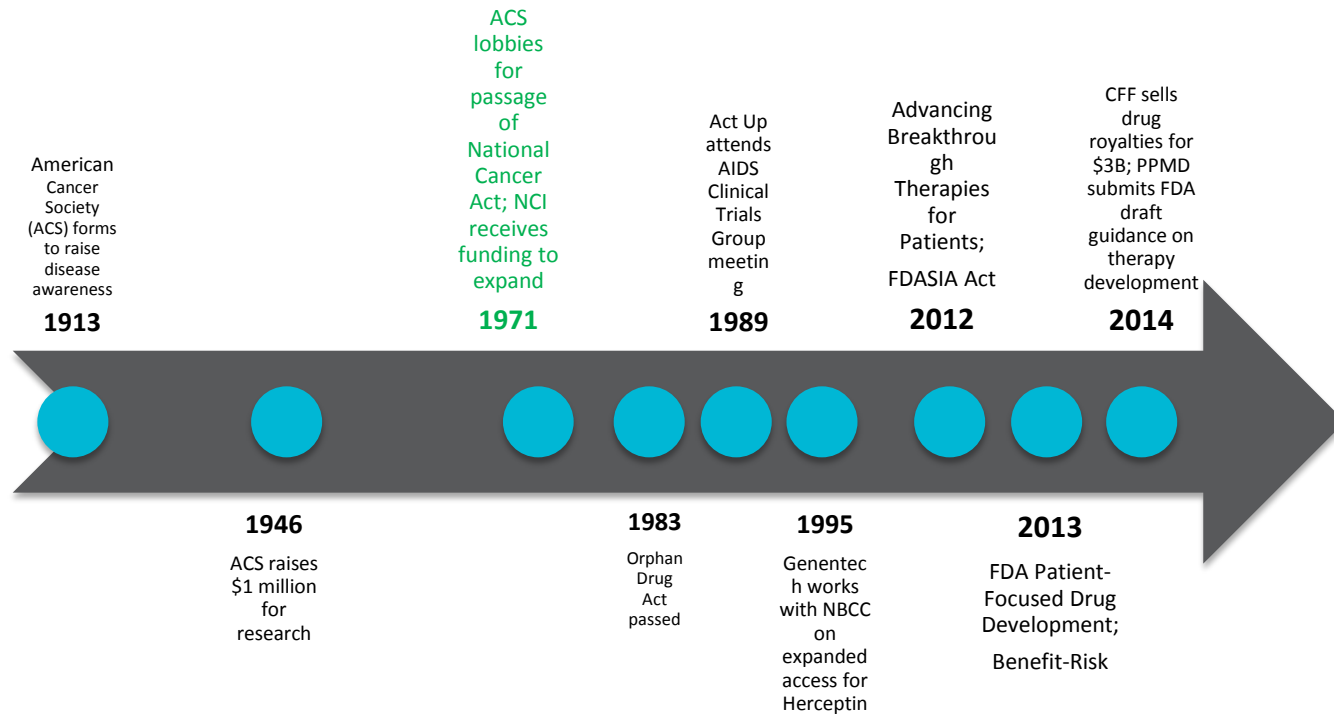 American
Cancer
Society
(ACS) forms
to raise
disease
awareness
1913
ACS
lobbies
for
passage
of
National
Cancer
Act; NCI
receives
funding to
expand
1971
Act Up
attends
AIDS
Clinical
Trials
Group
meetin
g
1989
Advancing
Breakthrou
gh
Therapies
for
Patients;
FDASIA Act
2012
CFF sells
drug
royalties for
$3B; PPMD
submits FDA
draft
guidance on
therapy
development
2014
1946
ACS raises
$1 million
for
research
1983
Orphan
Drug
Act
passed
1995
Genentec
h works
with NBCC
on
expanded
access for
Herceptin
2013
FDA Patient-
Focused Drug
Development;
Benefit-Risk